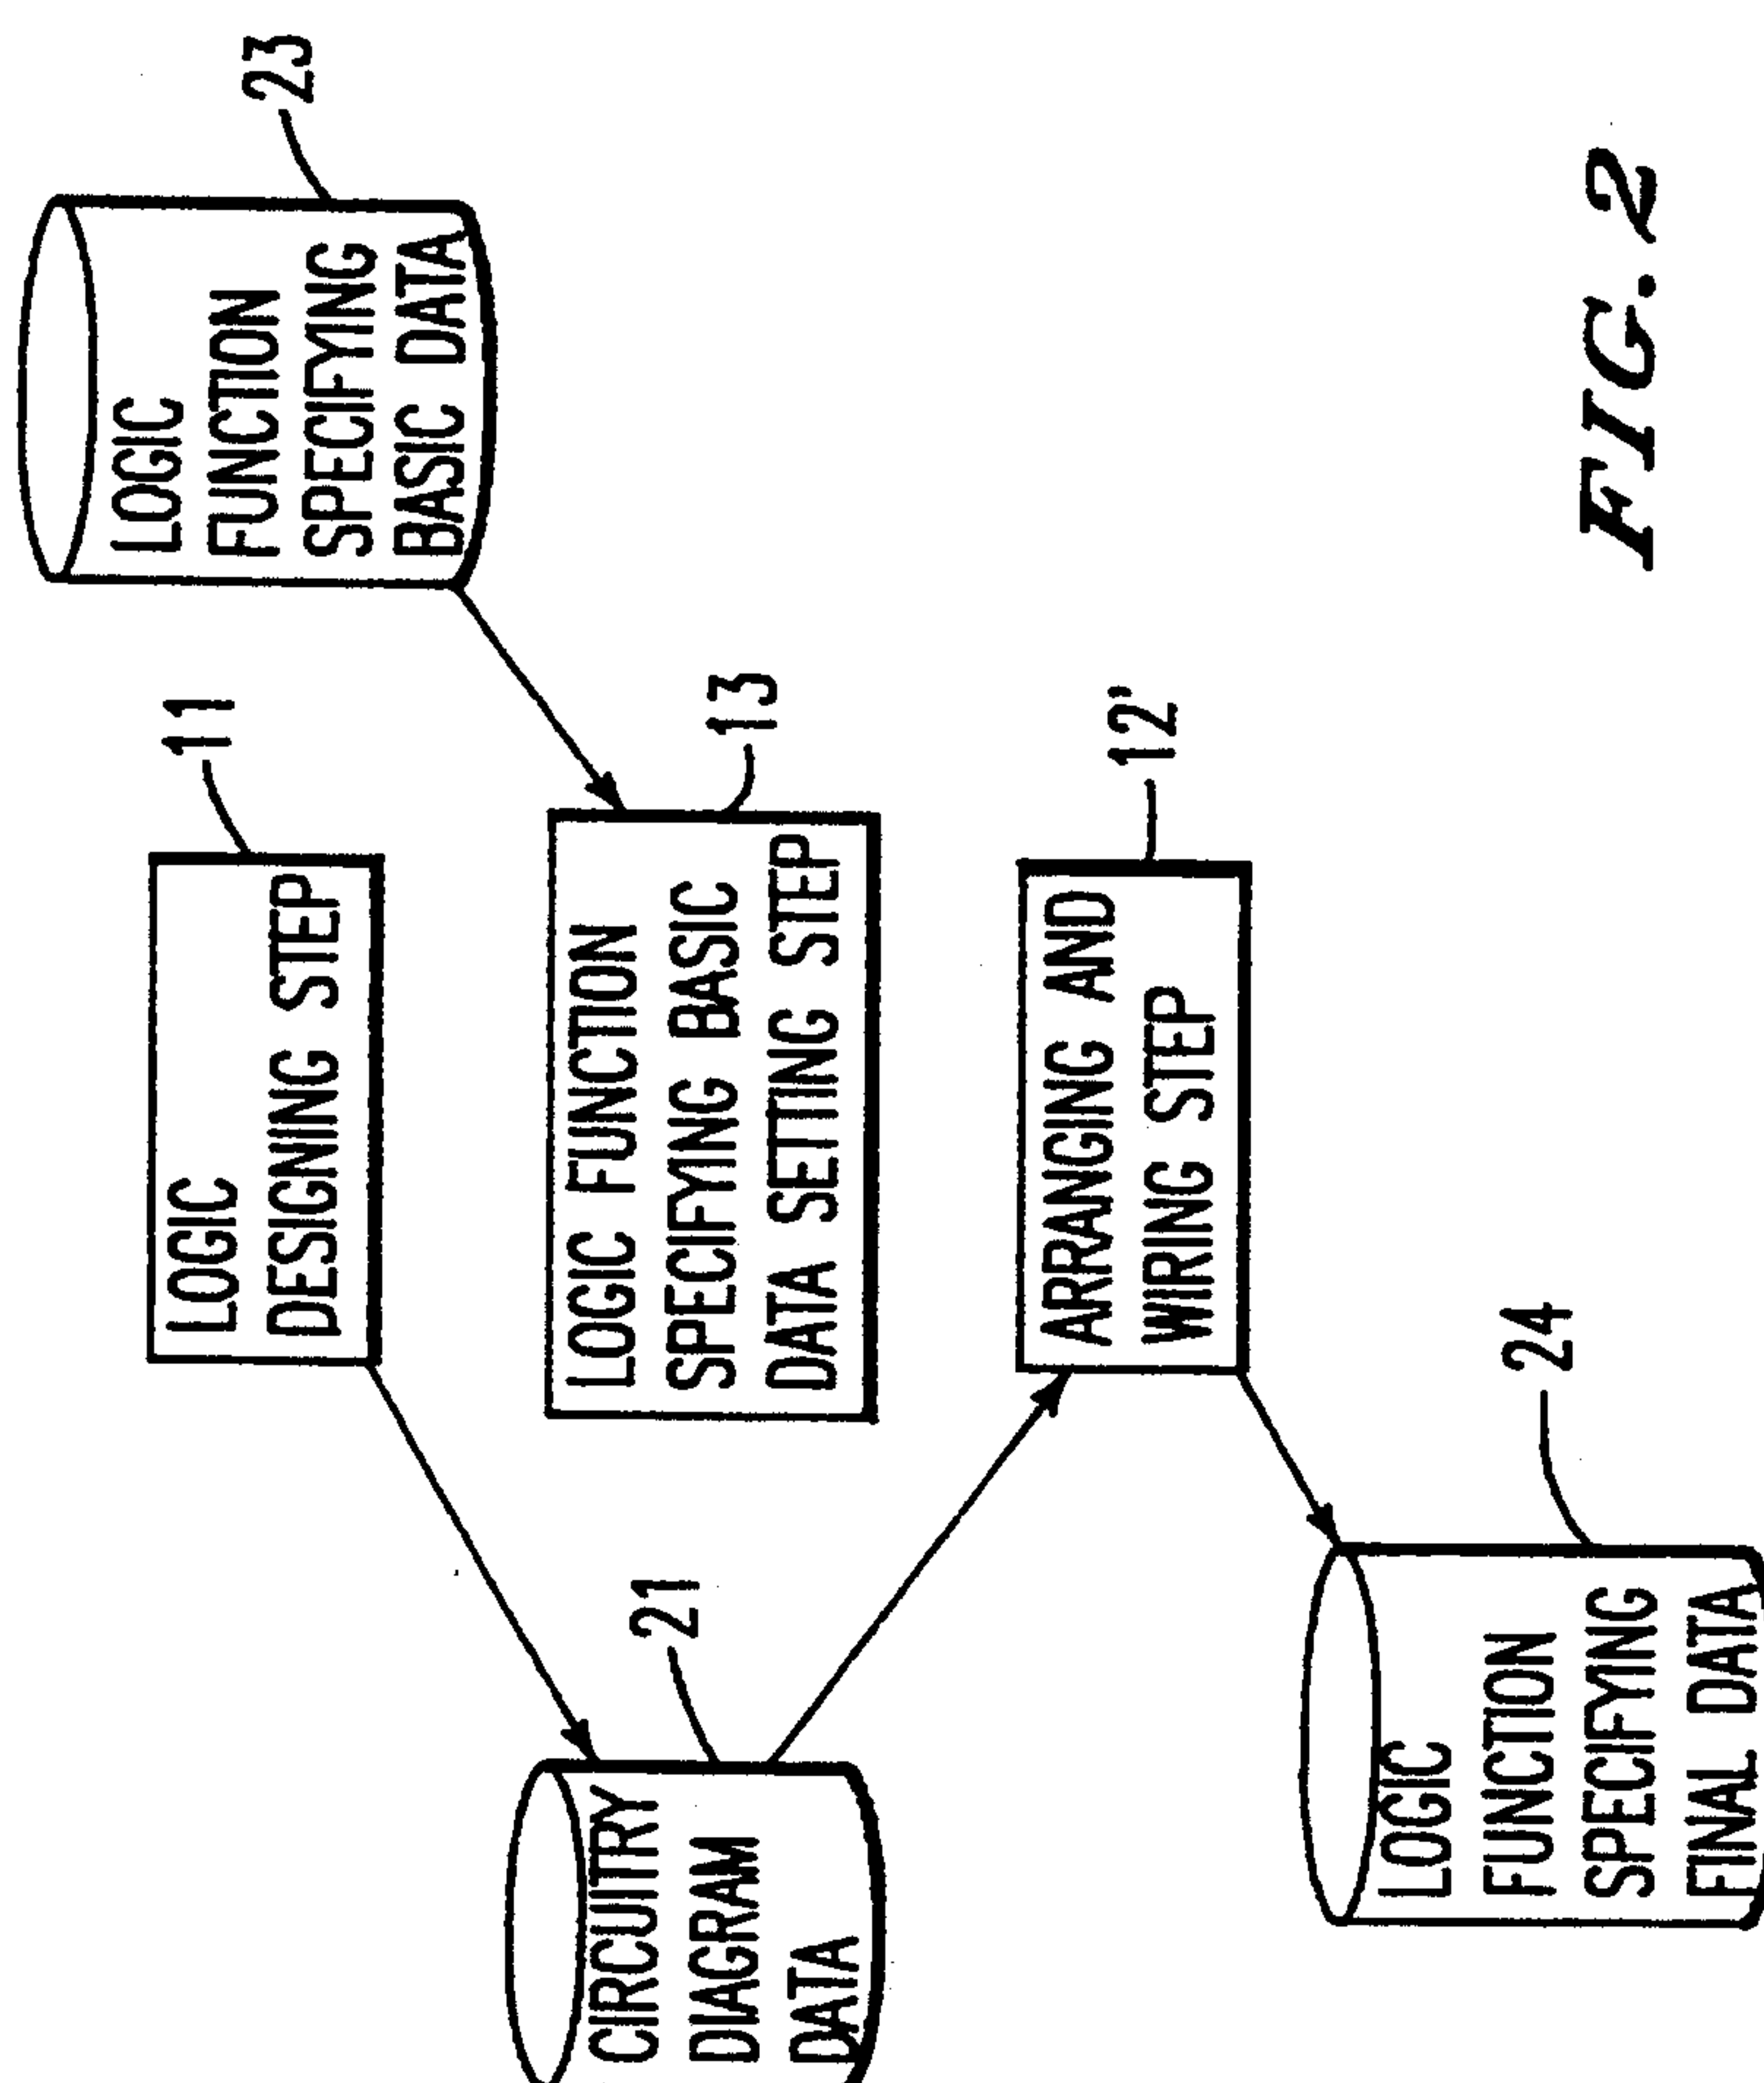 23
LOGIC
FUNCTION
SPECIFYING
BASIC DATA
11
LOGIC
DESIGNING STEP
13
LOGIC FUNCTION
SPECIFYING BASIC
DATA SETTING STEP
21
CIRCUITRY
DIAGRAM
DATA
12'
ARRANGING AND
WIRING STEP
24
LOGIC
FUNCTION
SPECIFYING
FINAL DATA
FIG. 2